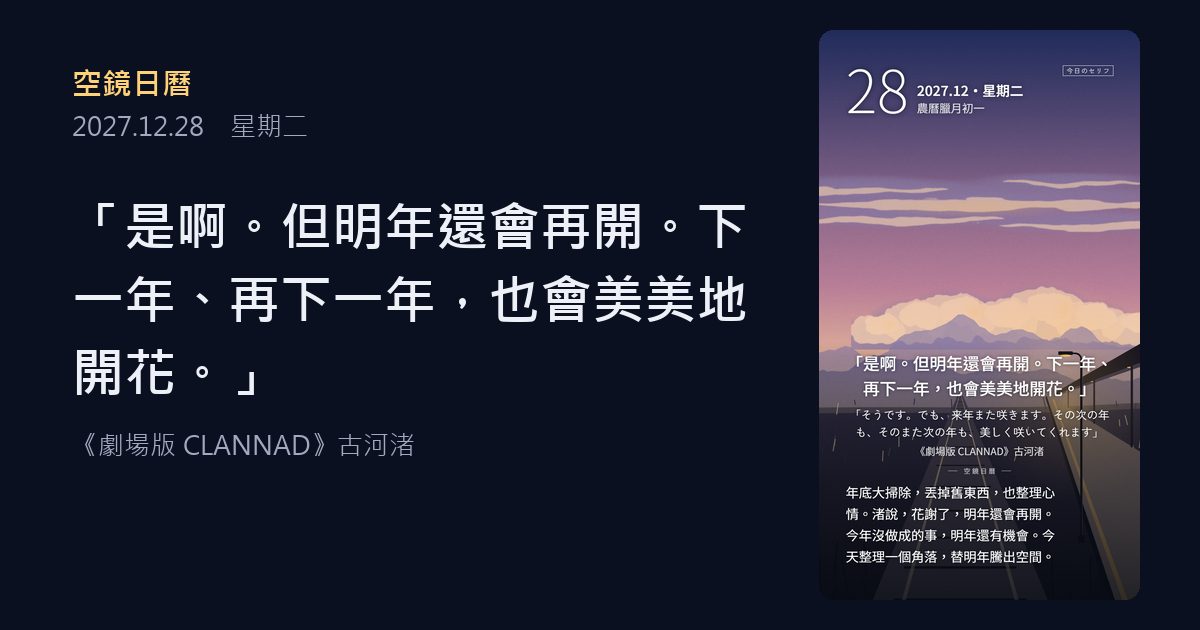 空鏡日曆
2027.12.28　星期二
「是啊。但明年還會再開。下
一年、再下一年，也會美美地
開花。」
《劇場版 CLANNAD》古河渚
今日のセリフ
28
2027.12・星期二
農曆臘月初一
「是啊。但明年還會再開。下一年、
再下一年，也會美美地開花。」
「そうです。でも、来年また咲きます。その次の年
も、そのまた次の年も、美しく咲いてくれます」
《劇場版 CLANNAD》古河渚
— 空鏡日曆 —
年底大掃除，丟掉舊東西，也整理心
情。渚說，花謝了，明年還會再開。
今年沒做成的事，明年還有機會。今
天整理一個角落，替明年騰出空間。